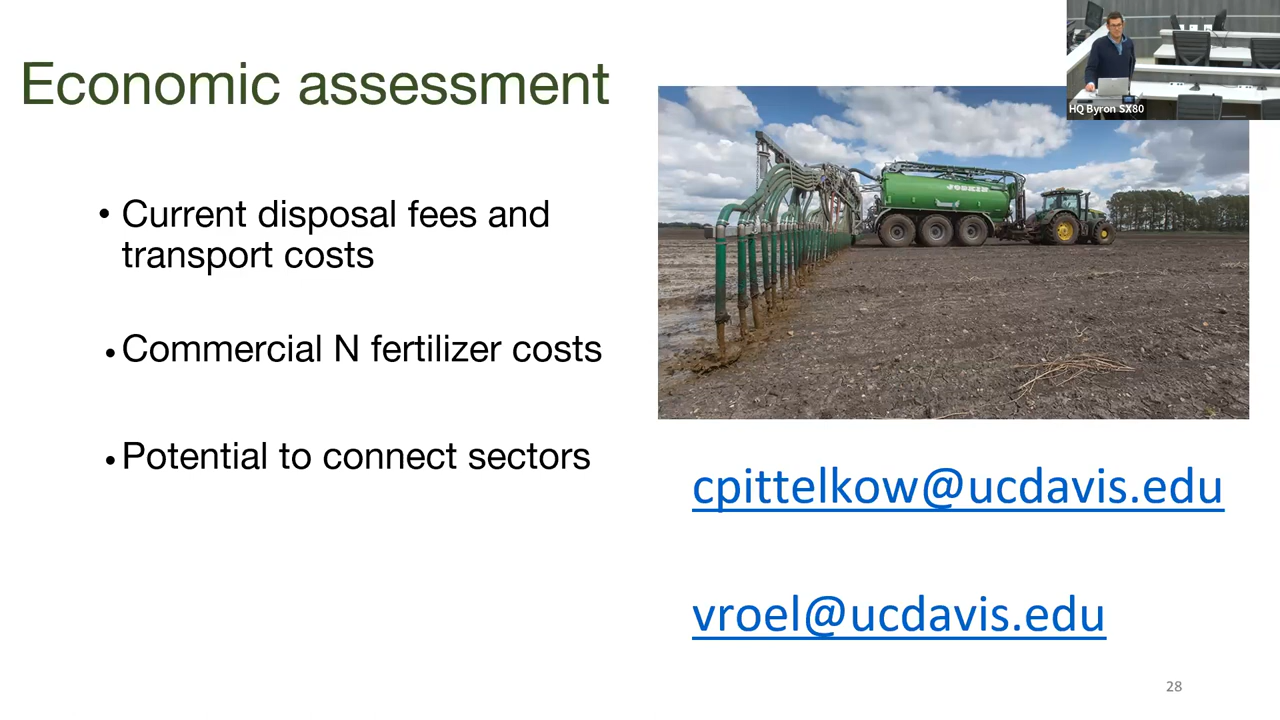 Economic assessment
• Current disposal fees and
transport costs
• Commercial N fertilizer costs
• Potential to connect sectors
HQ Byron SX80
JOSKIN
cpittelkow@ucdavis.edu
vroel@ucdavis.edu
28